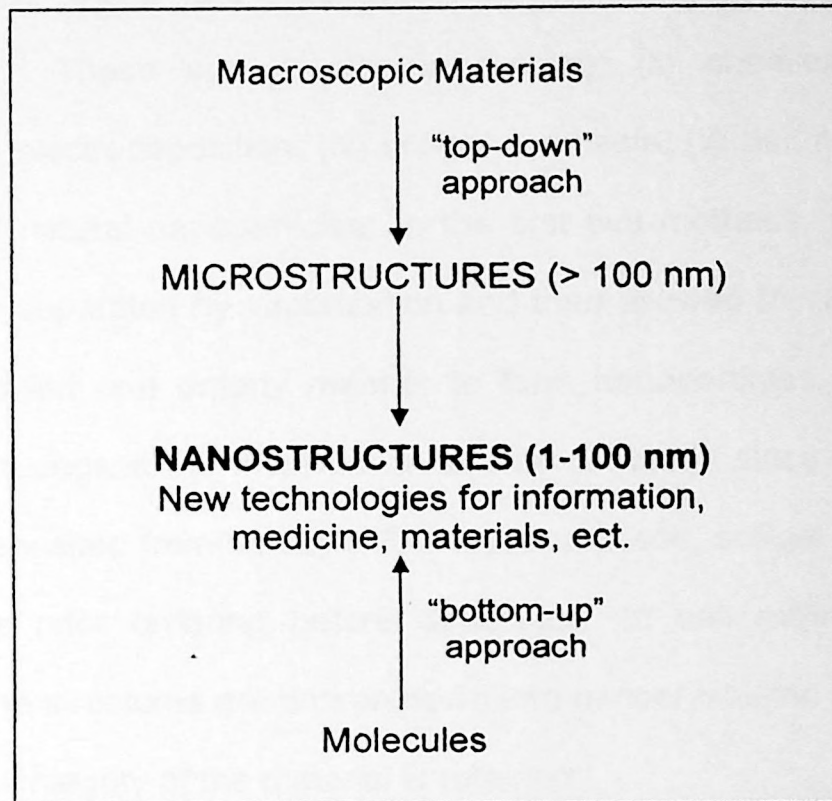 Macroscopic Materials
"top-down"
approach
MICROSTRUCTURES (> 100 nm)
NANOSTRUCTURES (1-100 nm)
New technologies for information,
medicine, materials, ect.
"bottom-up"
approach
Molecules